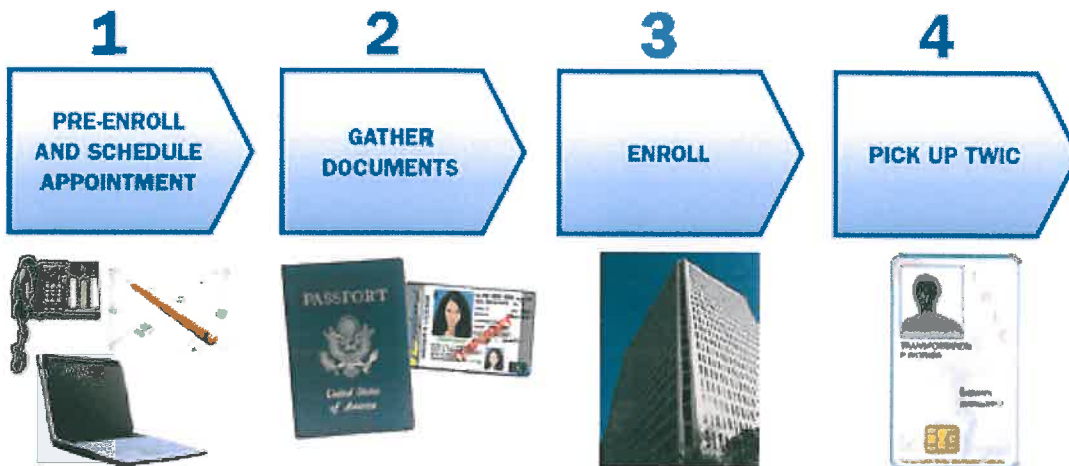 1
PRE-ENROLL
AND SCHEDULE
APPOINTMENT
2
GATHER
DOCUMENTS
3
ENROLL
4
PICK UP TWIC
PASSPORT
United States
of America